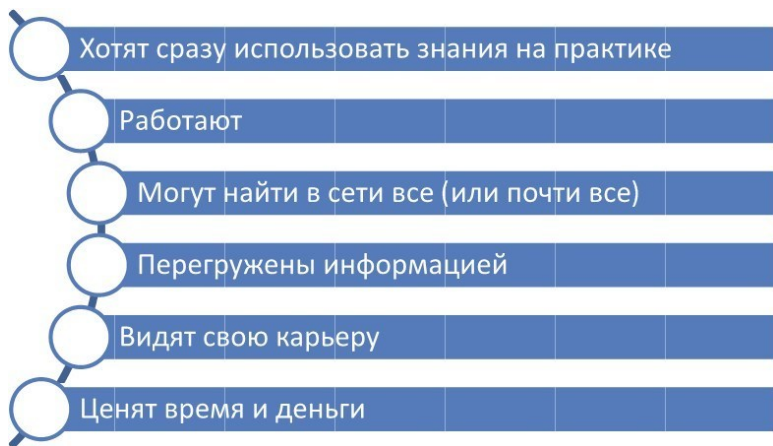 Хотят сразу использовать знания на практике
Работают
Могут найти в сети все (или почти все)
Перегружены информацией
Видят свою карьеру
Ценят время и деньги